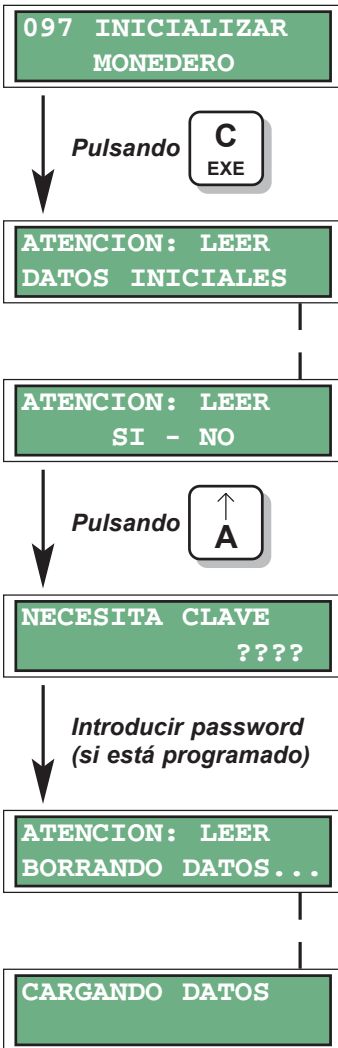 097 INICIALIZAR
MONEDERO
Pulsando
C
EXE
ATENCION: LEER
DATOS INICIALES
ATENCION: LEER
SI - NO
Pulsando
↑
A
NECESITA CLAVE
????
Introducir password
(si está programado)
ATENCION: LEER
BORRANDO DATOS...
CARGANDO DATOS